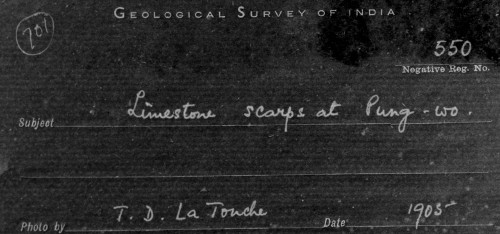 701
GEOLOGICAL SURVEY OF INDIA
550
Negative Reg. No.
Subject Limestone scarps at Pung-wo.
Photo by T. D. La Touche Date 1905